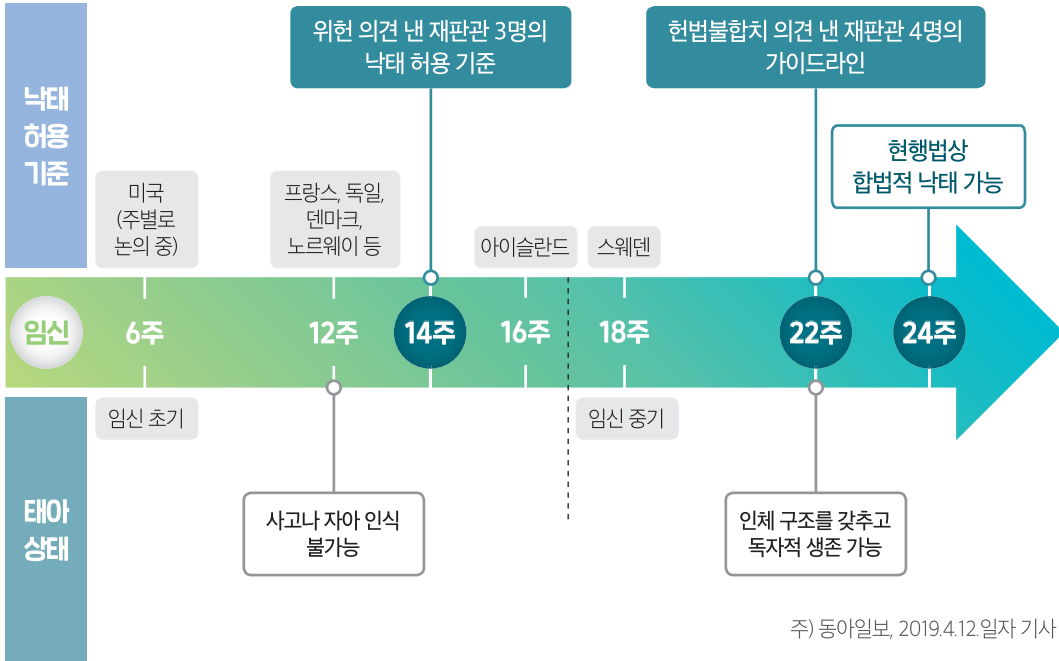 낙태
허용
기준
위헌 의견 낸 재판관 3명의
낙태 허용 기준
헌법불합치 의견 낸 재판관 4명의
가이드라인
현행법상
합법적 낙태 가능
미국
(주별로
논의 중)
프랑스, 독일,
덴마크,
노르웨이 등
아이슬란드
스웨덴
임신
6주
12주
14주
16주
18주
22주
24주
태아
상태
임신 초기
임신 중기
사고나 자아 인식
불가능
인체 구조를 갖추고
독자적 생존 가능
주) 동아일보, 2019.4.12.일자 기사